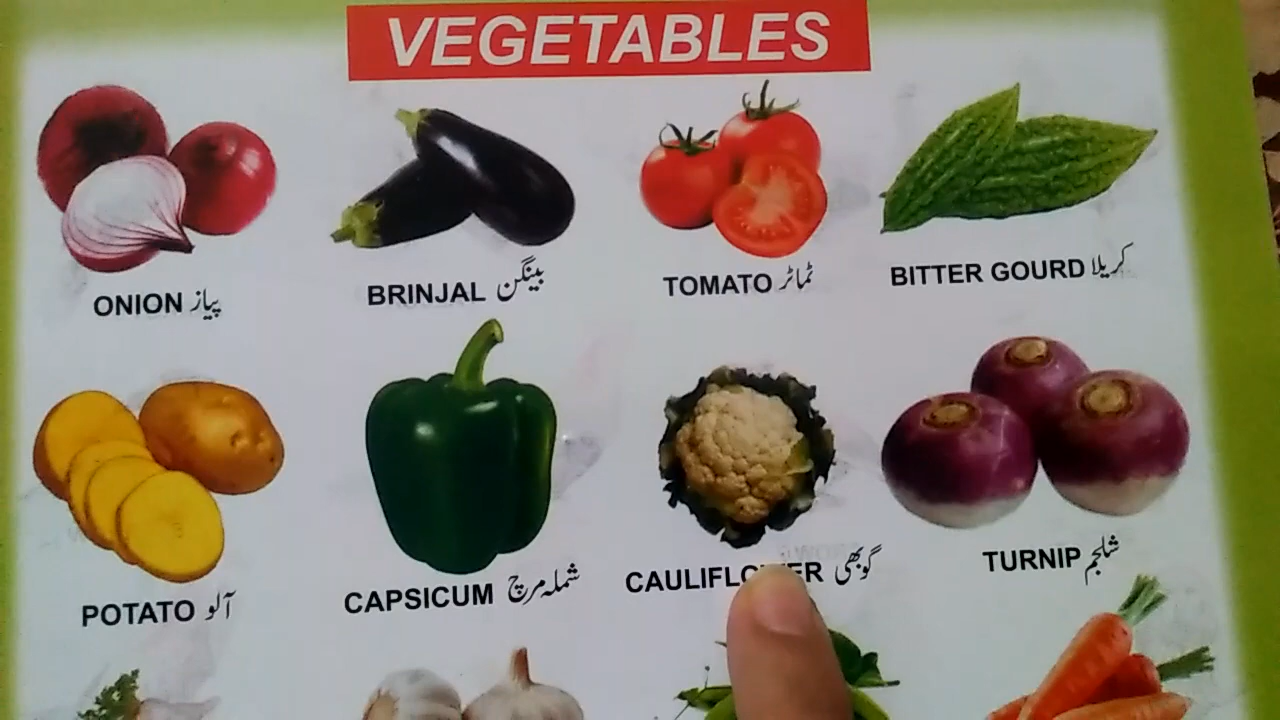 VEGETABLES
ONION پیاز
BRINJAL بینگن
TOMATO ٹماٹر
BITTER GOURD کریلا
POTATO آلو
CAPSICUM شملہ مرچ
گوبھی
TURNIP شلجم